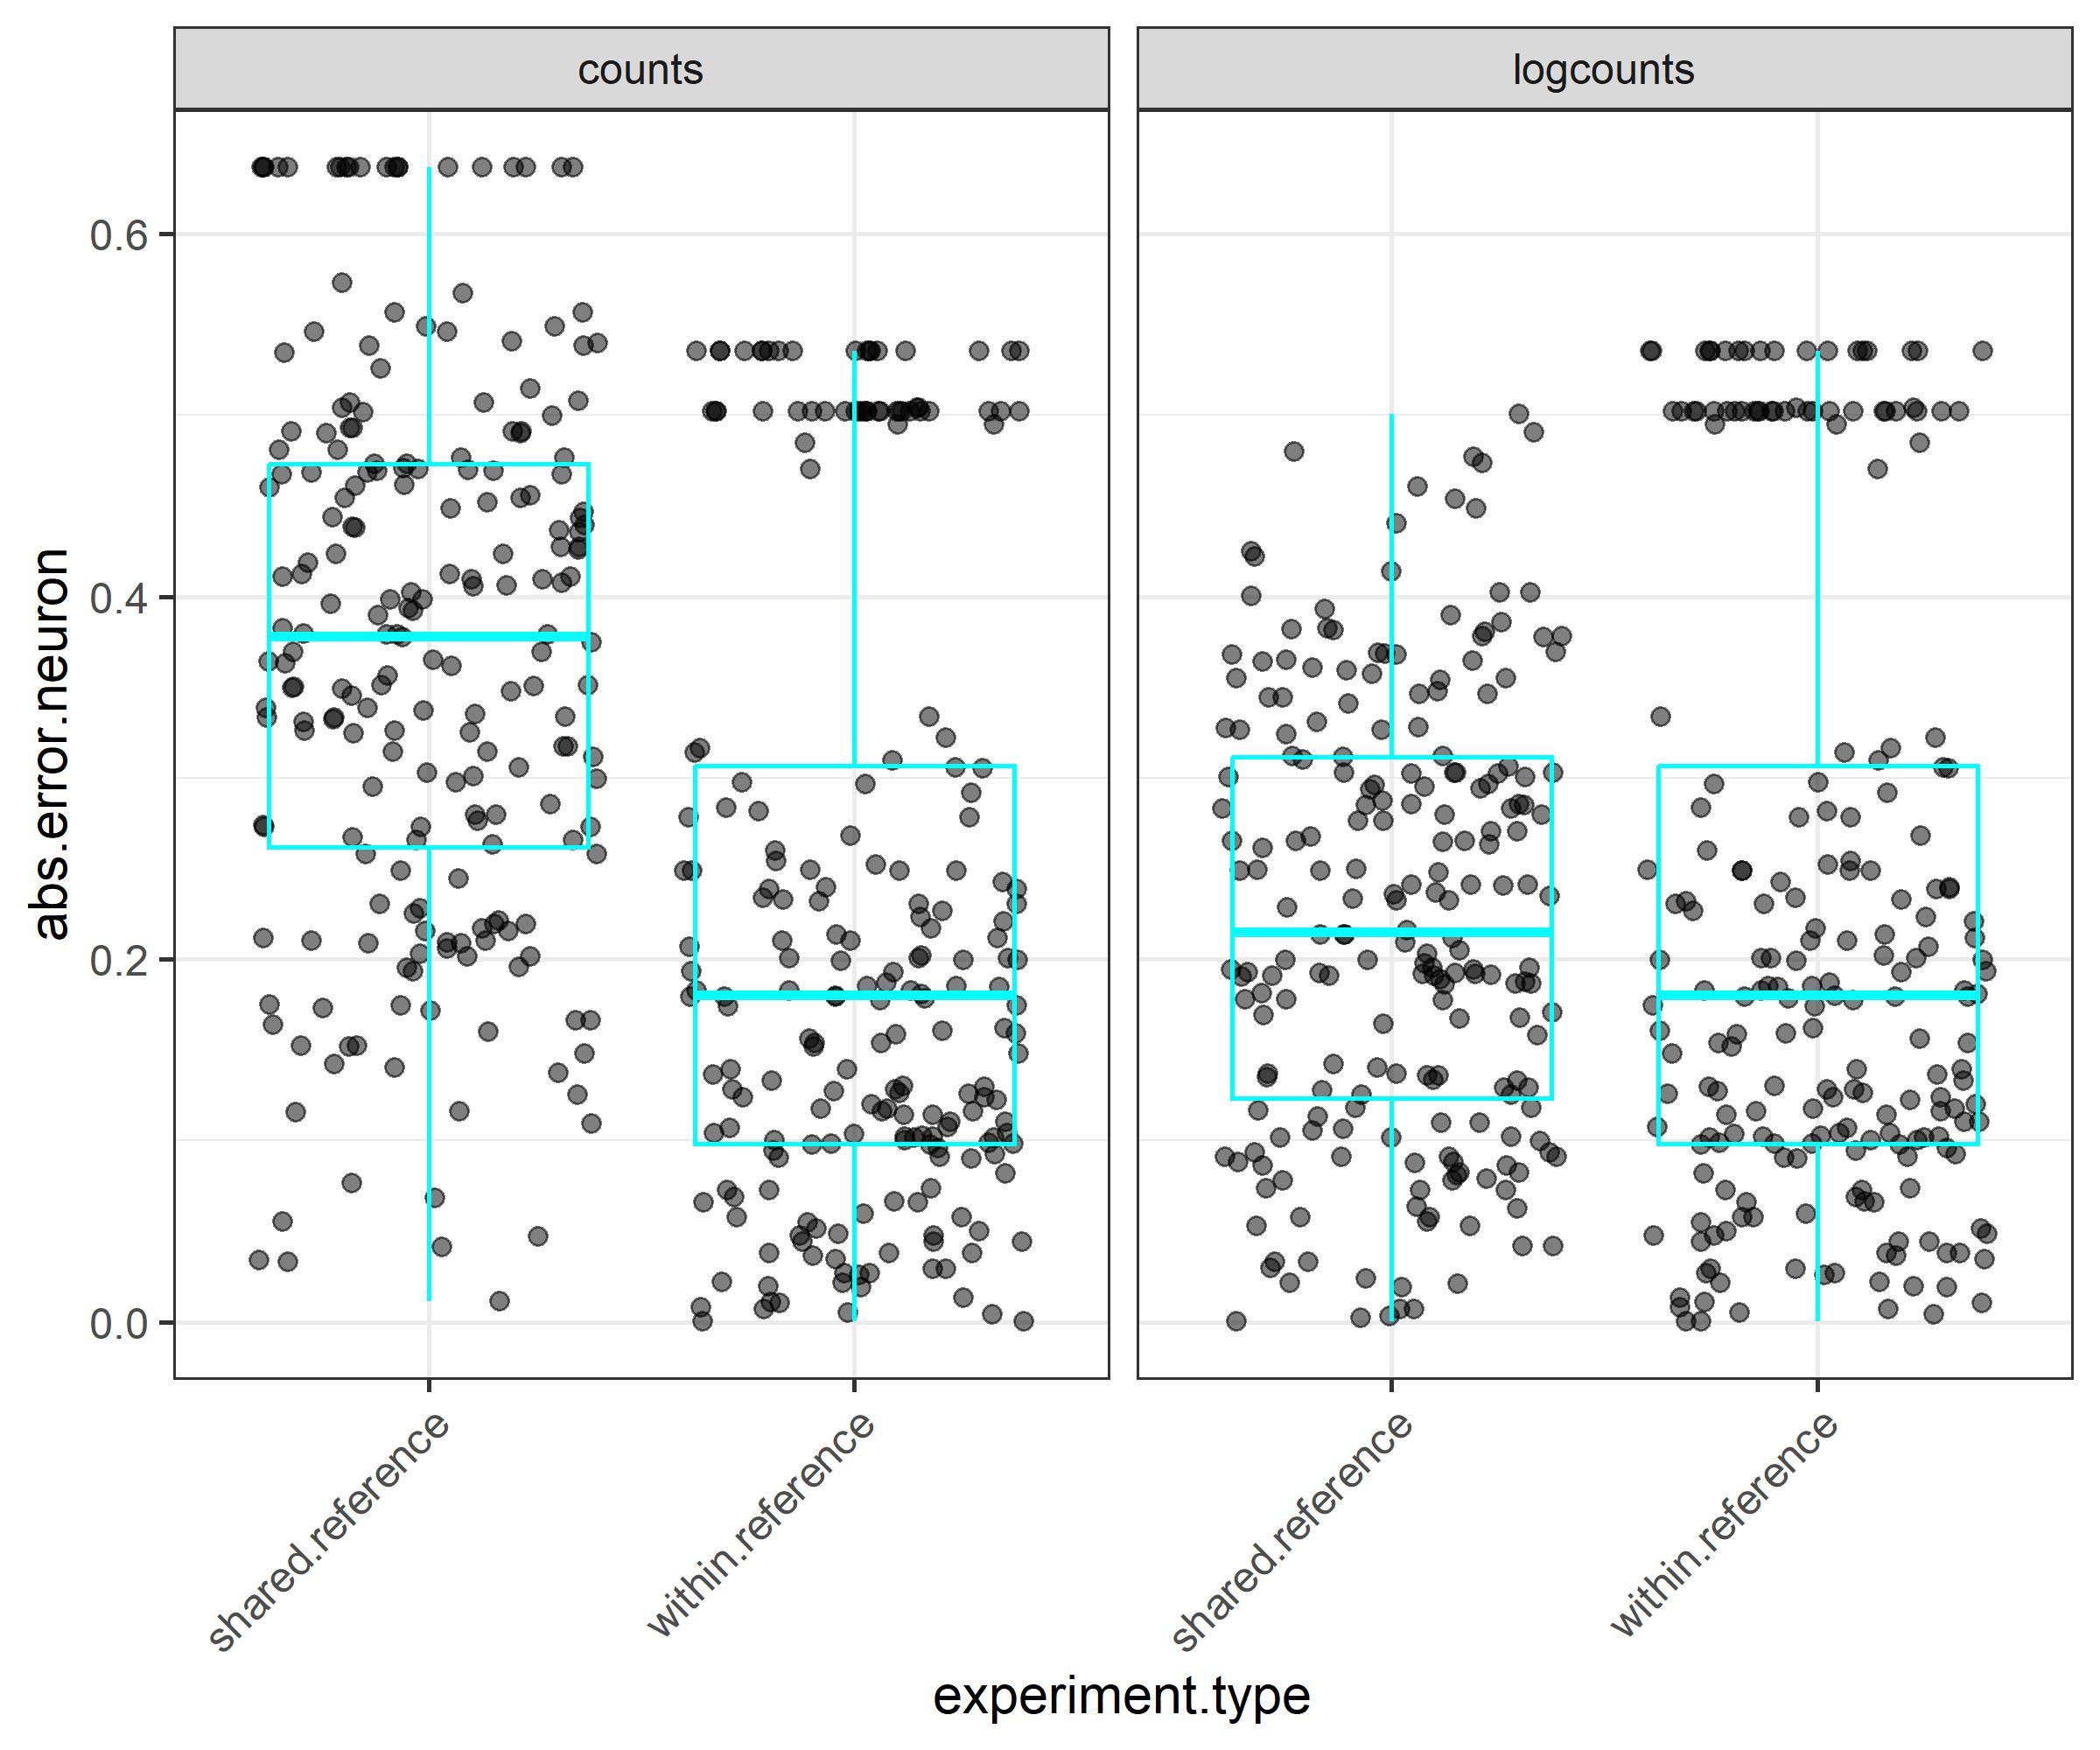 counts
logcounts
abs.error.neuron
0.6
0.4
0.2
0.0
shared.reference
within.reference
shared.reference
within.reference
experiment.type